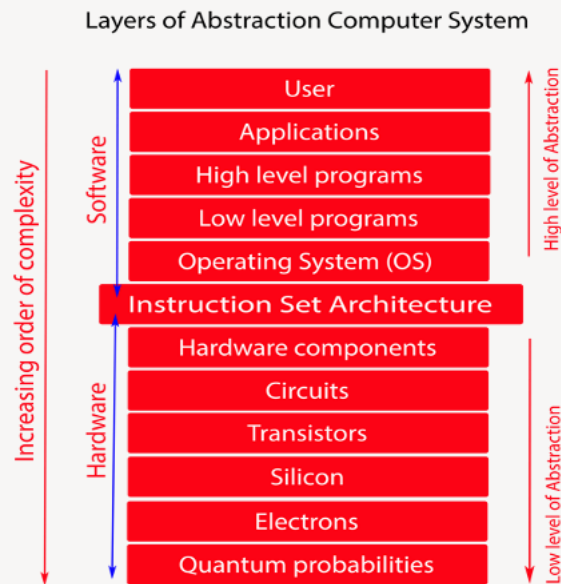 Layers of Abstraction Computer System
Increasing order of complexity
Software
Hardware
User
Applications
High level programs
Low level programs
Operating System (OS)
Instruction Set Architecture
Hardware components
Circuits
Transistors
Silicon
Electrons
Quantum probabilities
High level of Abstraction
Low level of Abstraction